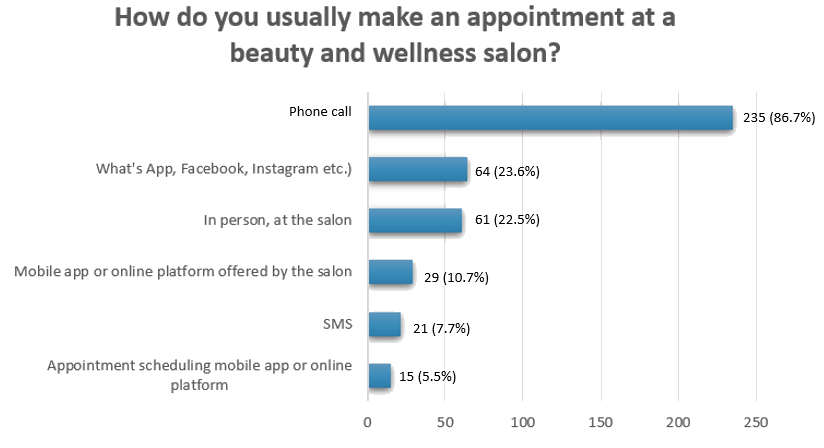 How do you usually make an appointment at a
beauty and wellness salon?
Phone call
235 (86.7%)
What's App, Facebook, Instagram etc.)
64 (23.6%)
In person, at the salon
61 (22.5%)
Mobile app or online platform offered by the salon
29 (10.7%)
SMS
21 (7.7%)
Appointment scheduling mobile app or online
platform
15 (5.5%)
0 50 100 150 200 250